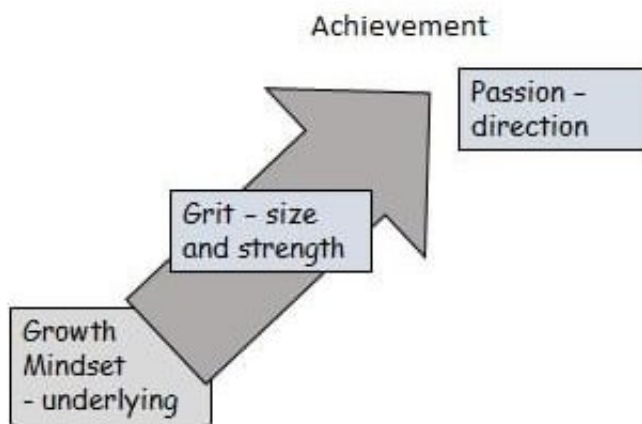 Achievement
Passion –
direction
Grit – size
and strength
Growth
Mindset
- underlying